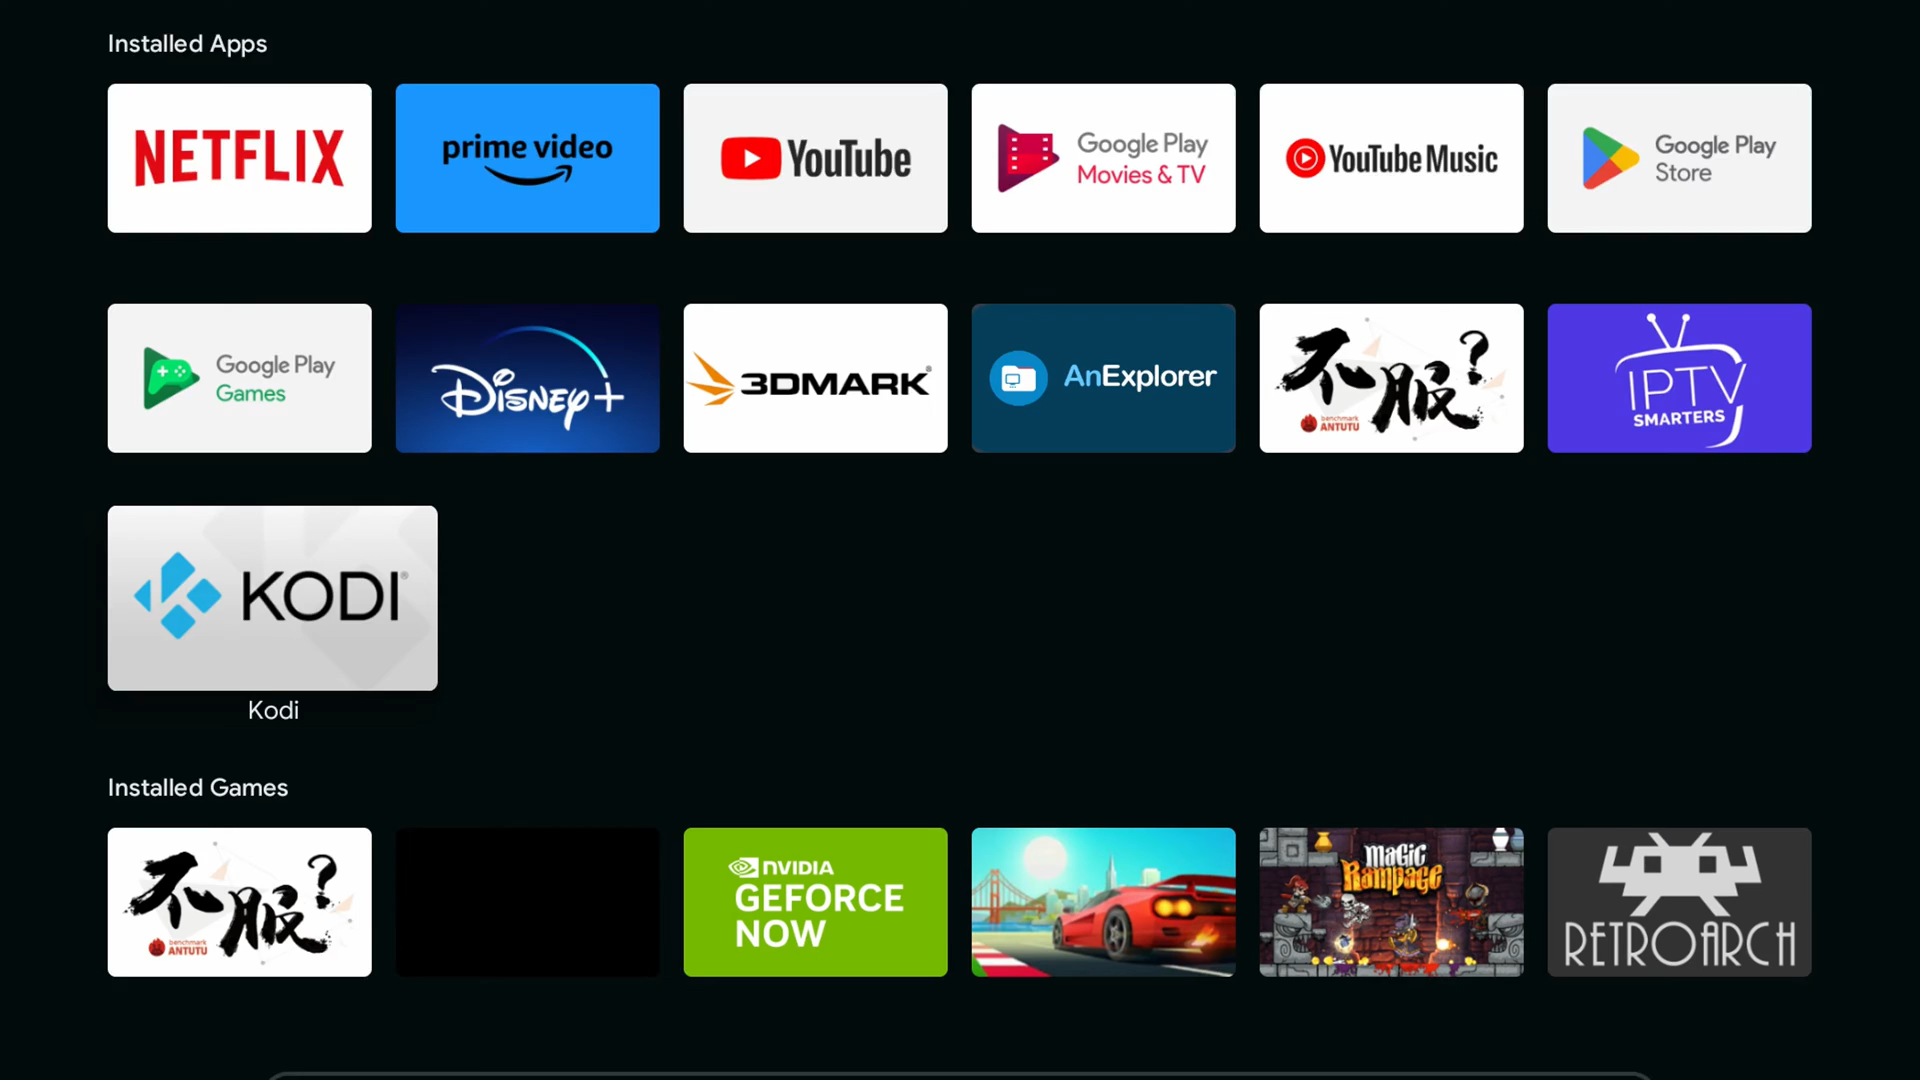 Installed Apps
NETFLIX
prime video
YouTube
Google Play
Movies & TV
YouTube Music
Google Play
Store
Google Play
Games
Disney+
3DMARK®
AnExplorer
不服?
benchmark
ANTUTU
IPTV
SMARTERS
KODI®
Kodi
Installed Games
不服?
benchmark
ANTUTU
NVIDIA
GEFORCE
NOW
MAGIC
RAMPAGE
RETROARCH